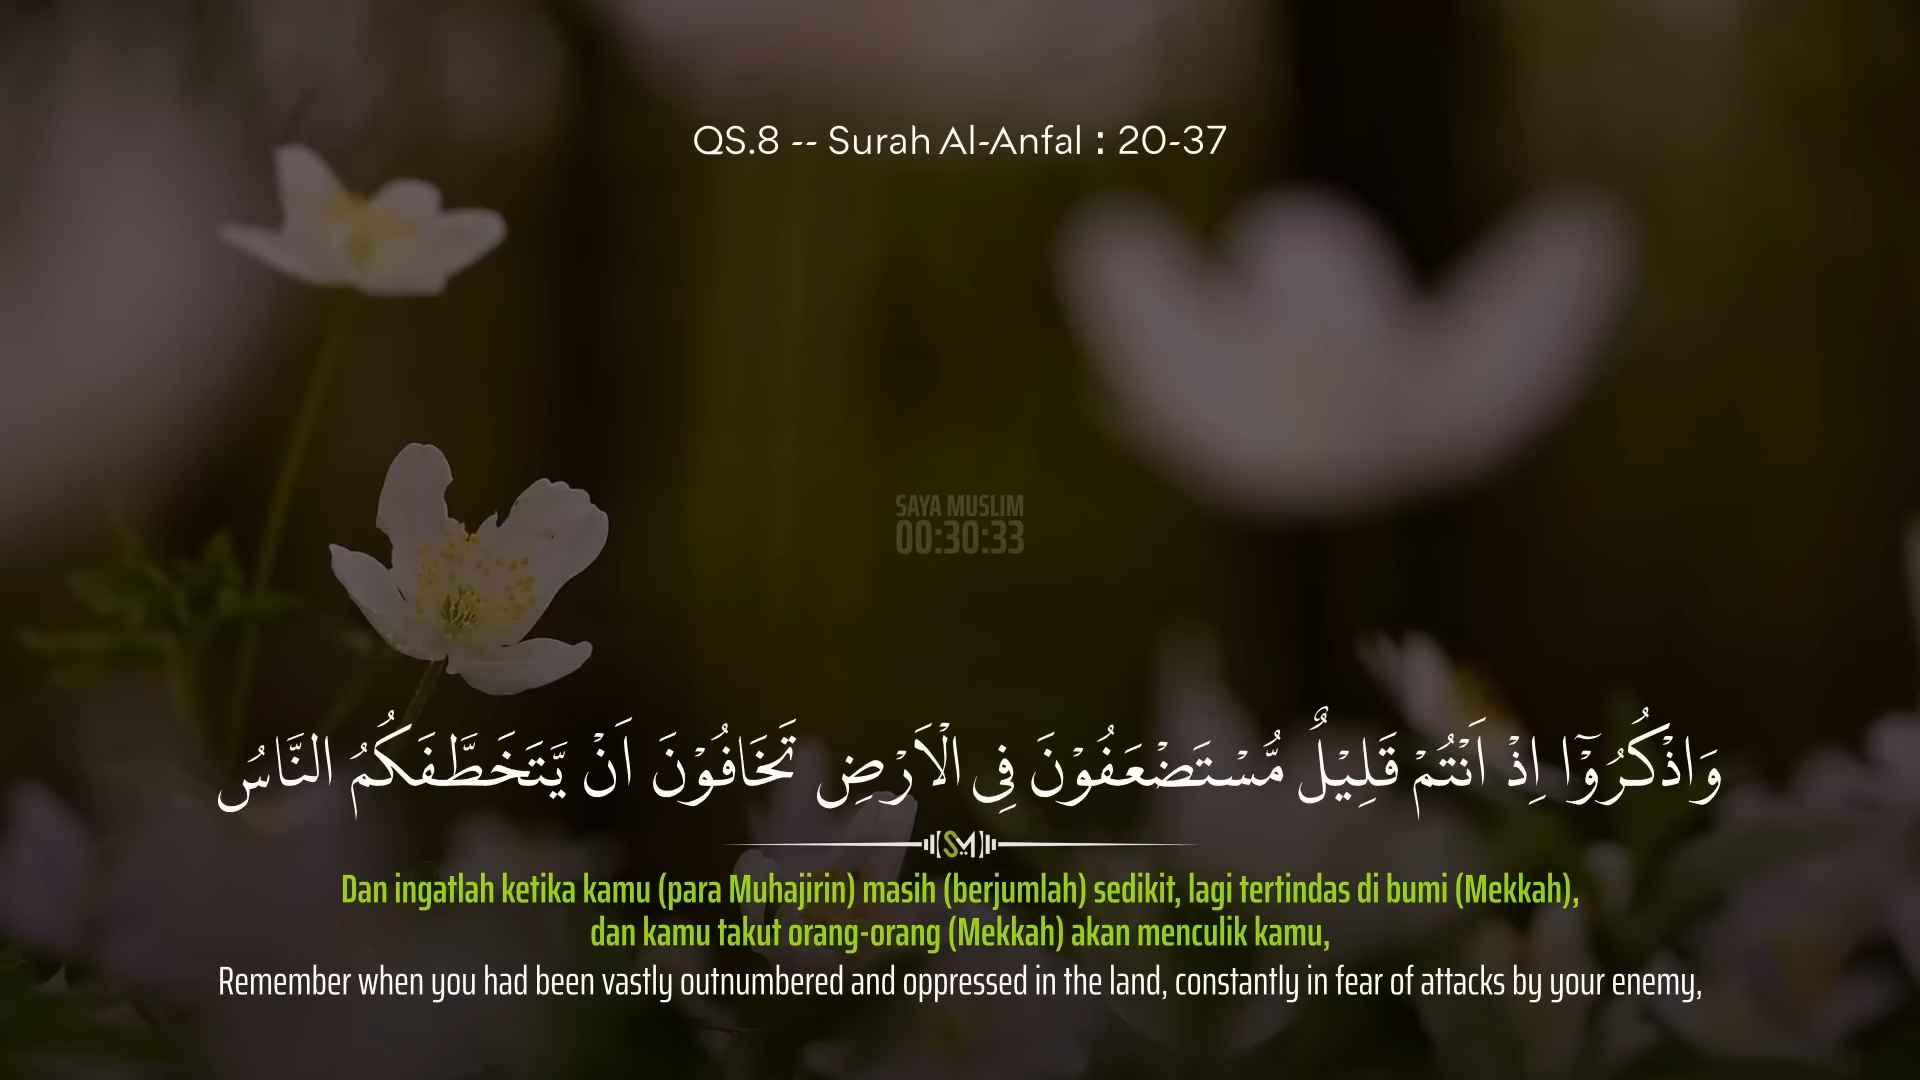 QS.8 -- Surah Al-Anfal : 20-37
SAYA MUSLIM
00:30:33
وَاذْكُرُوْٓا اِذْ اَنْتُمْ قَلِيْلٌ مُّسْتَضْعَفُوْنَ فِى الْاَرْضِ تَخَافُوْنَ اَنْ يَّتَخَطَّفَكُمُ النَّاسُ
SM
Dan ingatlah ketika kamu (para Muhajirin) masih (berjumlah) sedikit, lagi tertindas di bumi (Mekkah),
dan kamu takut orang-orang (Mekkah) akan menculik kamu,
Remember when you had been vastly outnumbered and oppressed in the land, constantly in fear of attacks by your enemy,